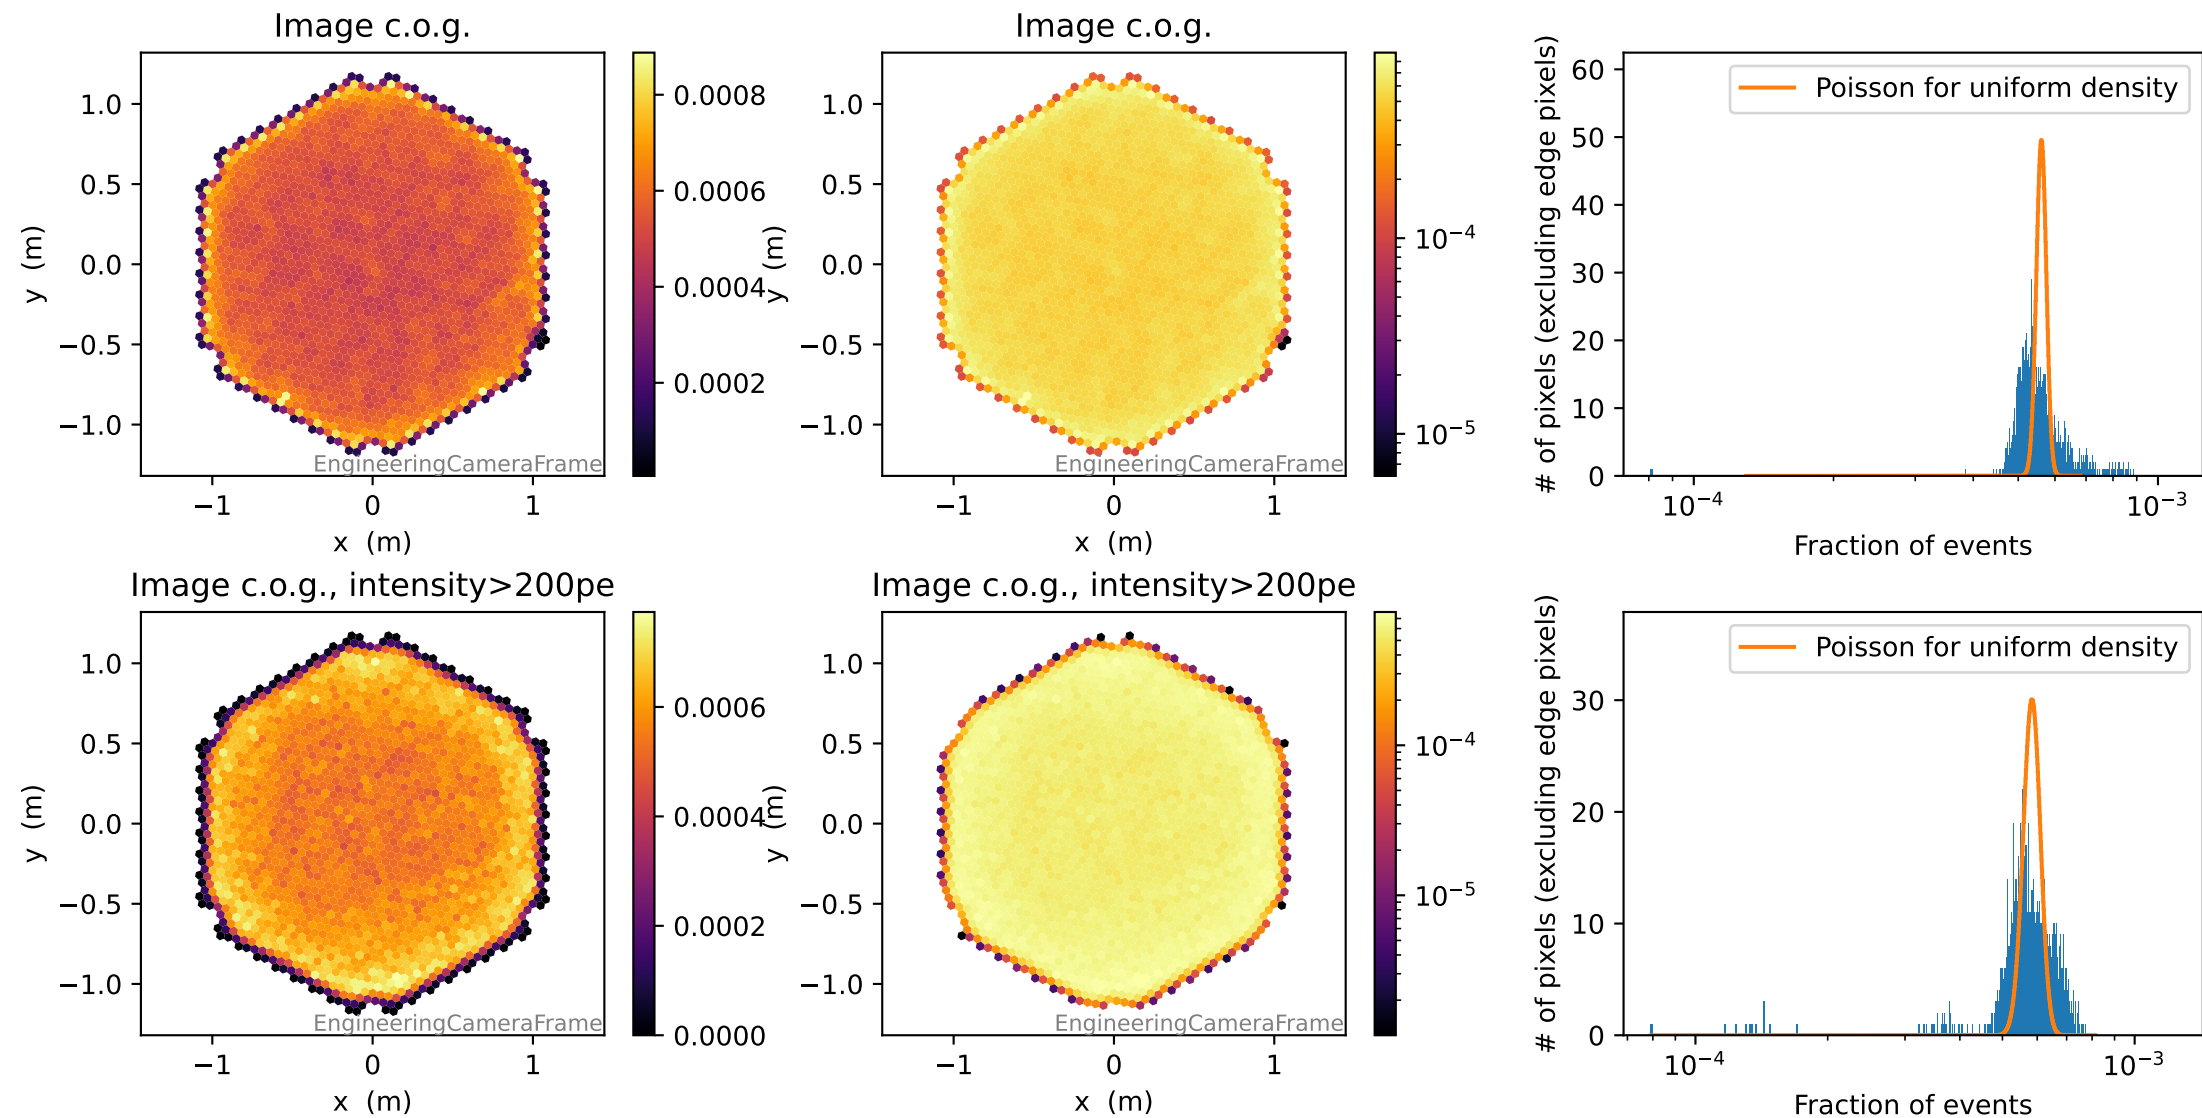 Image c.o.g.
1.0
0.5
0.0
−0.5
−1.0
y (m)
−1
0
1
x (m)
EngineeringCameraFrame
0.0008
0.0006
0.0004
0.0002
Image c.o.g.
1.0
0.5
0.0
−0.5
−1.0
y (m)
−1
0
1
x (m)
EngineeringCameraFrame
10⁻⁴
10⁻⁵
# of pixels (excluding edge pixels)
60
50
40
30
20
10
0
Poisson for uniform density
10⁻⁴
10⁻³
Fraction of events
Image c.o.g., intensity>200pe
1.0
0.5
0.0
−0.5
−1.0
y (m)
−1
0
1
x (m)
EngineeringCameraFrame
0.0006
0.0004
0.0002
0.0000
Image c.o.g., intensity>200pe
1.0
0.5
0.0
−0.5
−1.0
y (m)
−1
0
1
x (m)
EngineeringCameraFrame
10⁻⁴
10⁻⁵
# of pixels (excluding edge pixels)
30
20
10
0
Poisson for uniform density
10⁻⁴
10⁻³
Fraction of events